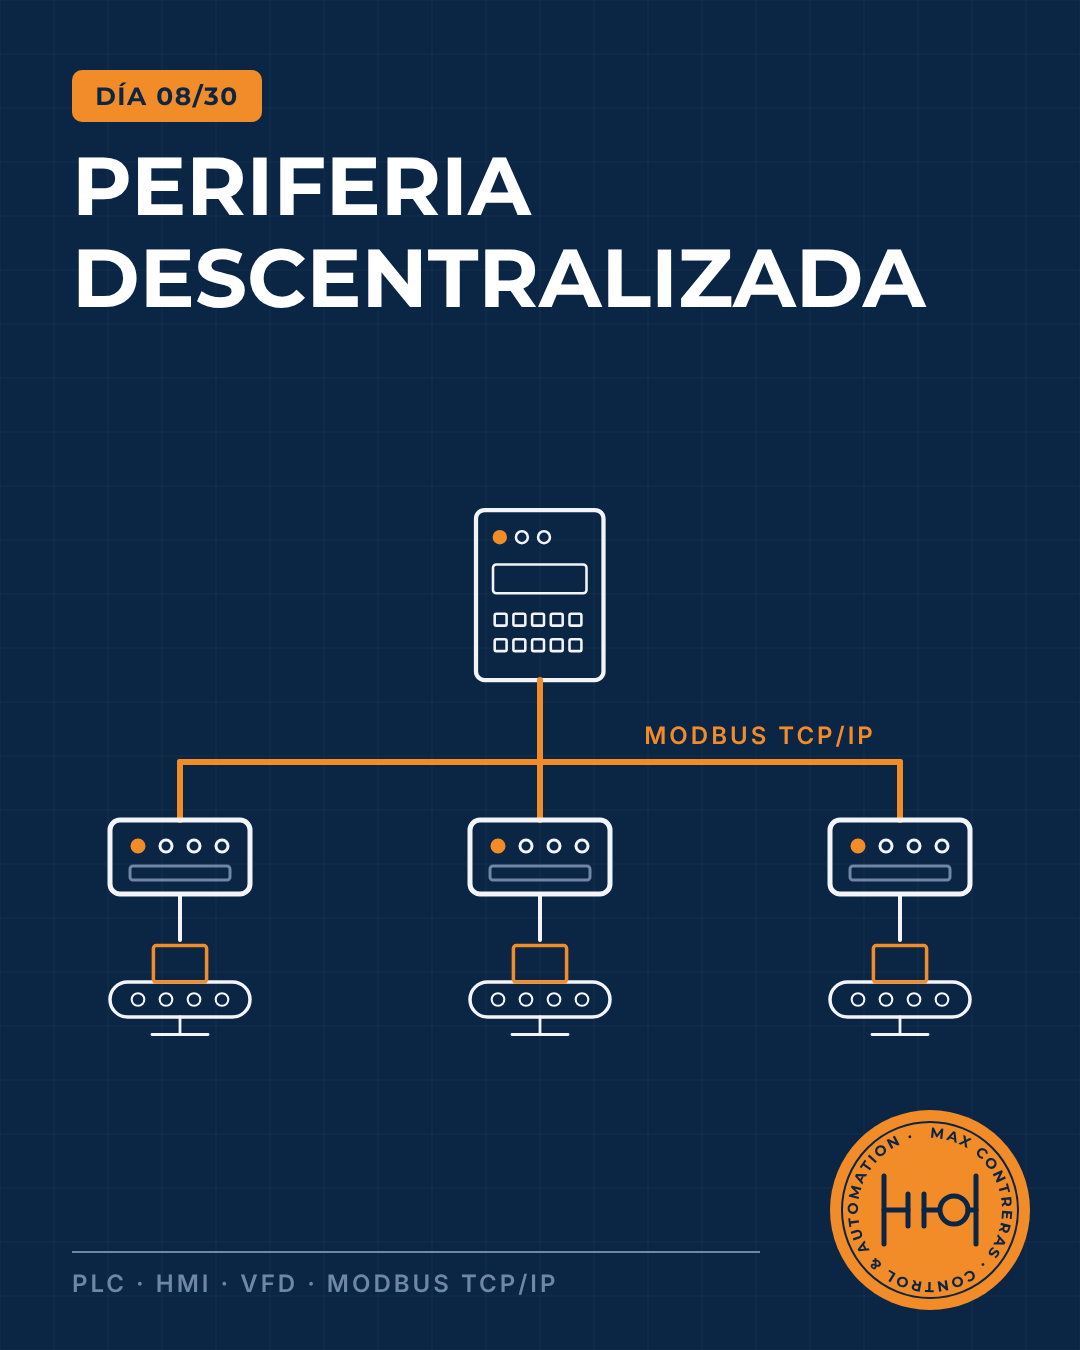 DÍA 08/30
PERIFERIA
DESCENTRALIZADA
MODBUS TCP/IP
MAX CONTRERAS · CONTROL & AUTOMATION ·
PLC · HMI · VFD · MODBUS TCP/IP